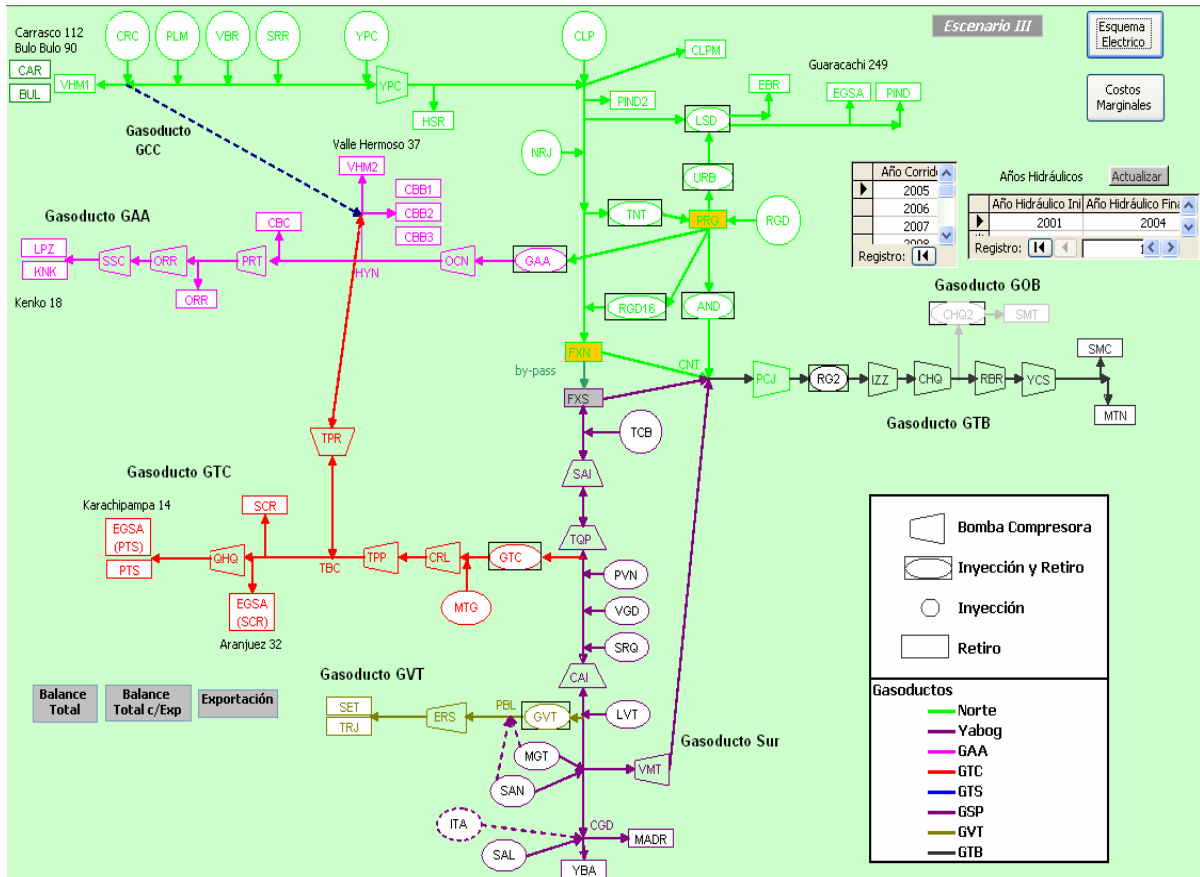 Carrasco 112
Bulo Bulo 90
CRC
PLM
VBR
SRR
YPC
CLP
Escenario III
Esquema
Electrico
CAR
BUL
VHM1
YPC
HSR
CLPM
PIND2
Guaracachi 249
EBR
EGSA
PIND
LSD
Costos
Marginales
Gasoducto
GCC
Valle Hermoso 37
VHM2
CBB1
CBB2
CBB3
NRJ
URB
TNT
PRG
RGD
Año Corrid
2005
2006
2007
2008
Registro:
Años Hidráulicos
Actualizar
Año Hidráulico Ini
Año Hidráulico Fin
2001
2004
Registro:
1
Gasoducto GAA
LPZ
KNK
SSC
ORR
PRT
CBC
HYN
OCN
GAA
ORR
Kenko 18
RGD16
AND
Gasoducto GOB
CHQ2
SMT
FXN
by-pass
CNT
FXS
PCJ
RG2
IZZ
CHQ
RBR
YCS
SMC
MTN
Gasoducto GTB
TCB
TPR
SAI
Gasoducto GTC
Karachipampa 14
EGSA
(PTS)
PTS
QHQ
SCR
TBC
TPP
CRL
GTC
TQP
EGSA
(SCR)
Aranjuez 32
MTG
PVN
VGD
SRQ
CAI
Bomba Compresora
Inyección y Retiro
Inyección
Retiro
Balance
Total
Balance
Total c/Exp
Exportación
Gasoducto GVT
SET
TRJ
ERS
PBL
GVT
LVT
MGT
SAN
VMT
Gasoducto Sur
ITA
CGD
SAL
MADR
YBA
Gasoductos
Norte
Yabog
GAA
GTC
GTS
GSP
GVT
GTB